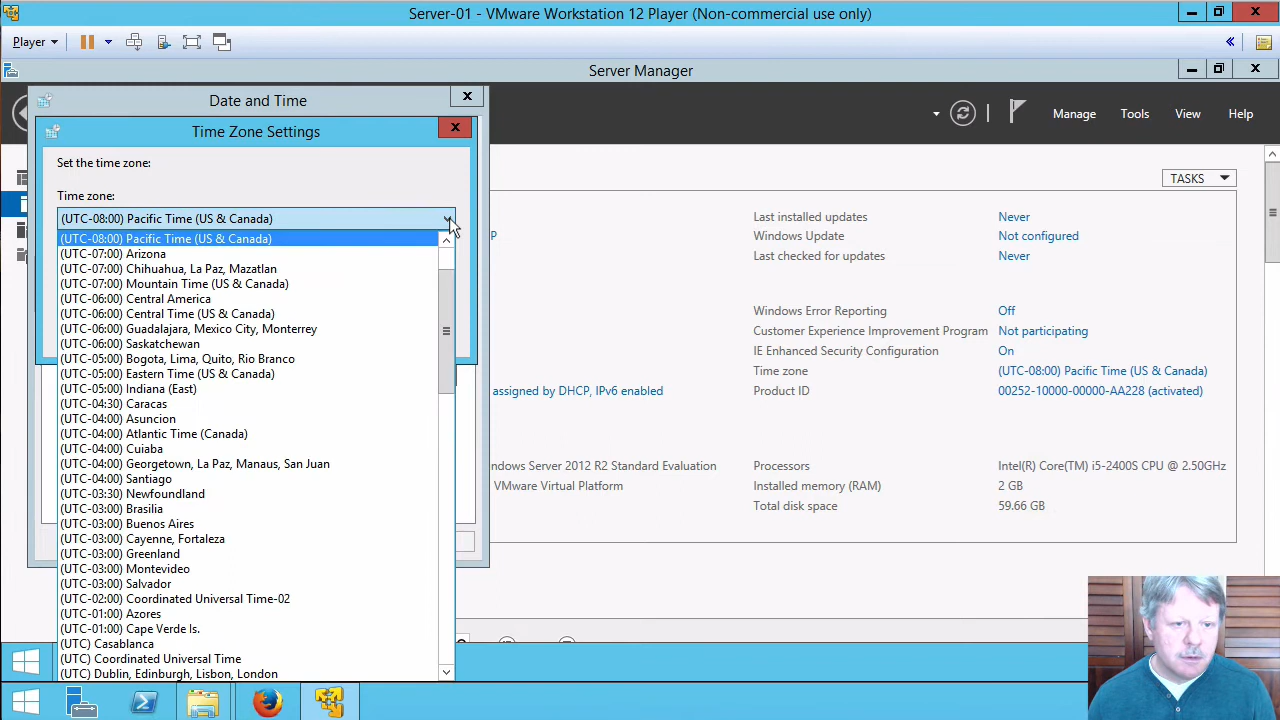 Server-01 - VMware Workstation 12 Player (Non-commercial use only)
Player
Server Manager
Date and Time
Manage
Tools
View
Help
Time Zone Settings
Set the time zone:
Time zone:
(UTC-08:00) Pacific Time (US & Canada)
(UTC-08:00) Pacific Time (US & Canada)
(UTC-07:00) Arizona
(UTC-07:00) Chihuahua, La Paz, Mazatlan
(UTC-07:00) Mountain Time (US & Canada)
(UTC-06:00) Central America
(UTC-06:00) Central Time (US & Canada)
(UTC-06:00) Guadalajara, Mexico City, Monterrey
(UTC-06:00) Saskatchewan
(UTC-05:00) Bogota, Lima, Quito, Rio Branco
(UTC-05:00) Eastern Time (US & Canada)
(UTC-05:00) Indiana (East)
(UTC-04:30) Caracas
(UTC-04:00) Asuncion
(UTC-04:00) Atlantic Time (Canada)
(UTC-04:00) Cuiaba
(UTC-04:00) Georgetown, La Paz, Manaus, San Juan
(UTC-04:00) Santiago
(UTC-03:30) Newfoundland
(UTC-03:00) Brasilia
(UTC-03:00) Buenos Aires
(UTC-03:00) Cayenne, Fortaleza
(UTC-03:00) Greenland
(UTC-03:00) Montevideo
(UTC-03:00) Salvador
(UTC-02:00) Coordinated Universal Time-02
(UTC-01:00) Azores
(UTC-01:00) Cape Verde Is.
(UTC) Casablanca
(UTC) Coordinated Universal Time
(UTC) Dublin, Edinburgh, Lisbon, London
TASKS
P
assigned by DHCP, IPv6 enabled
ndows Server 2012 R2 Standard Evaluation
VMware Virtual Platform
Last installed updates Never
Windows Update Not configured
Last checked for updates Never
Windows Error Reporting Off
Customer Experience Improvement Program Not participating
IE Enhanced Security Configuration On
Time zone (UTC-08:00) Pacific Time (US & Canada)
Product ID 00252-10000-00000-AA228 (activated)
Processors Intel(R) Core(TM) i5-2400S CPU @ 2.50GHz
Installed memory (RAM) 2 GB
Total disk space 59.66 GB